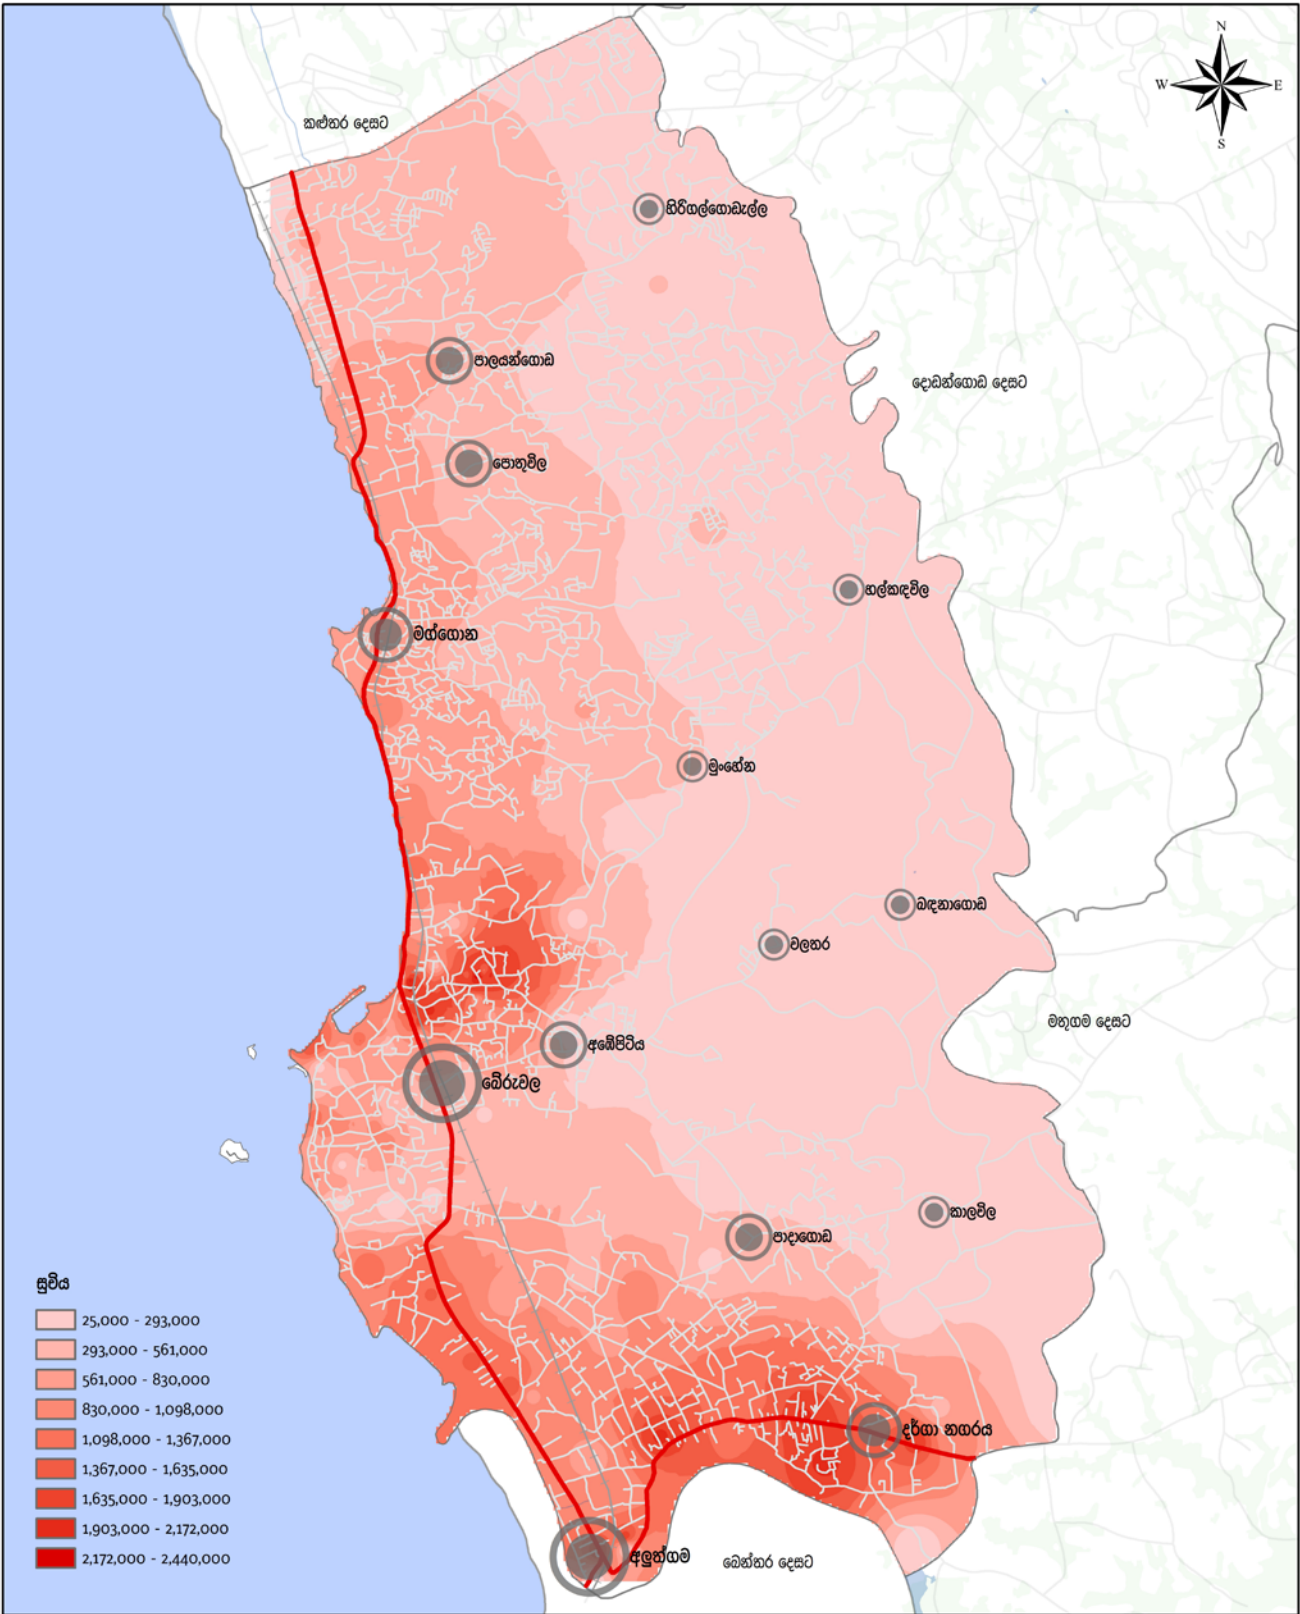 N
W E
S
කළුතර දෙසට
හිරිගල්ගොඩැල්ල
පාලයන්ගොඩ
දොඩන්ගොඩ දෙසට
පොතුවිල
හල්කඳවිල
මග්ගොන
මුංහේන
බඳනාගොඩ
වලතර
මතුගම දෙසට
අඹේපිටිය
බේරුවල
කාලවිල
පාදාගොඩ
සුචිය
25,000 - 293,000
293,000 - 561,000
561,000 - 830,000
830,000 - 1,098,000
1,098,000 - 1,367,000
1,367,000 - 1,635,000
1,635,000 - 1,903,000
1,903,000 - 2,172,000
2,172,000 - 2,440,000
දර්ගා නගරය
අලුත්ගම
බෙන්තර දෙසට